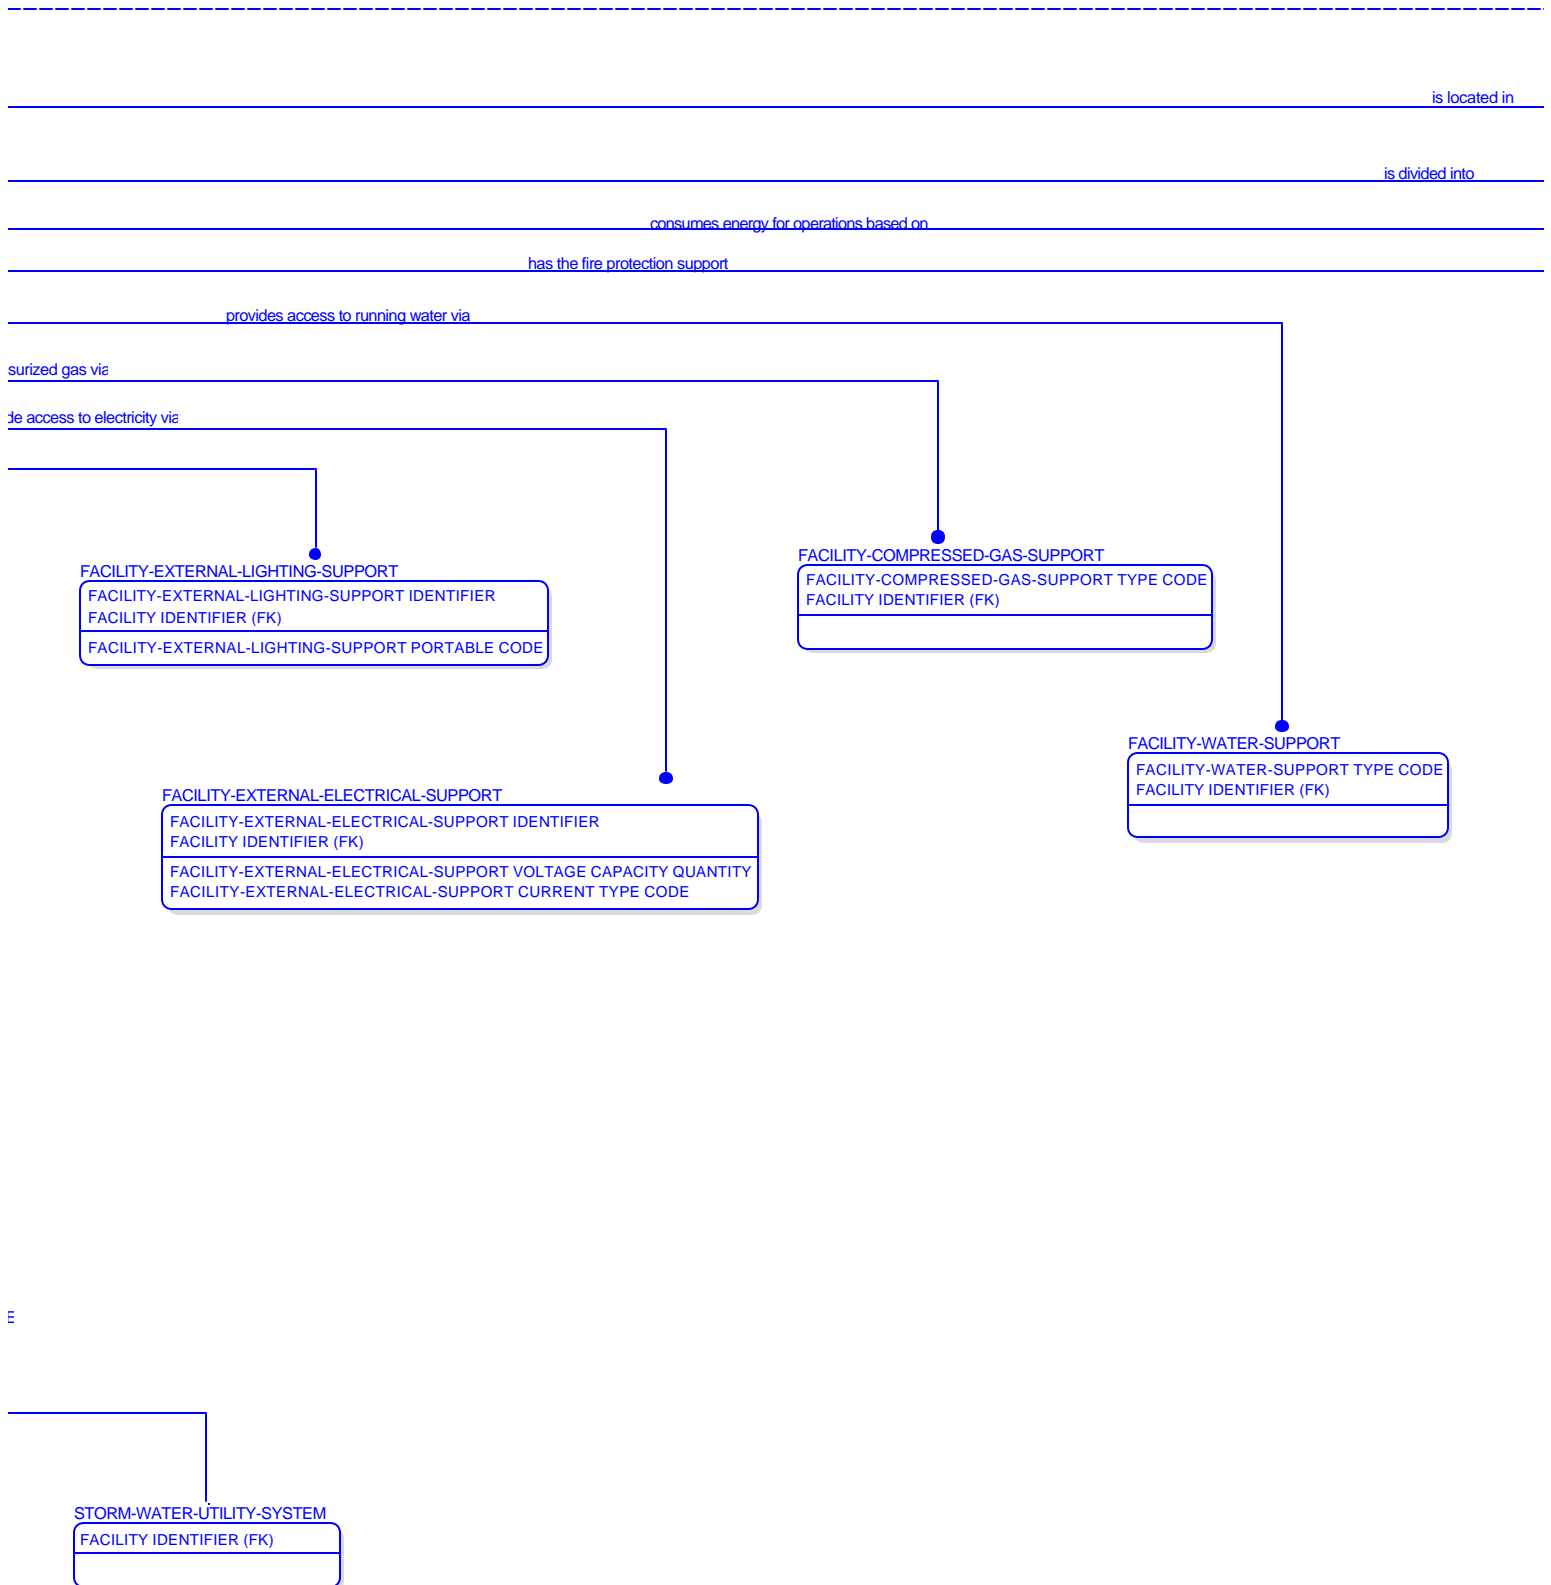 is located in
is divided into
consumes energy for operations based on
has the fire protection support
provides access to running water via
surized gas via
de access to electricity via
FACILITY-COMPRESSED-GAS-SUPPORT
FACILITY-COMPRESSED-GAS-SUPPORT TYPE CODE
FACILITY IDENTIFIER (FK)
FACILITY-EXTERNAL-LIGHTING-SUPPORT
FACILITY-EXTERNAL-LIGHTING-SUPPORT IDENTIFIER
FACILITY IDENTIFIER (FK)
FACILITY-EXTERNAL-LIGHTING-SUPPORT PORTABLE CODE
FACILITY-WATER-SUPPORT
FACILITY-WATER-SUPPORT TYPE CODE
FACILITY IDENTIFIER (FK)
FACILITY-EXTERNAL-ELECTRICAL-SUPPORT
FACILITY-EXTERNAL-ELECTRICAL-SUPPORT IDENTIFIER
FACILITY IDENTIFIER (FK)
FACILITY-EXTERNAL-ELECTRICAL-SUPPORT VOLTAGE CAPACITY QUANTITY
FACILITY-EXTERNAL-ELECTRICAL-SUPPORT CURRENT TYPE CODE
E
STORM-WATER-UTILITY-SYSTEM
FACILITY IDENTIFIER (FK)